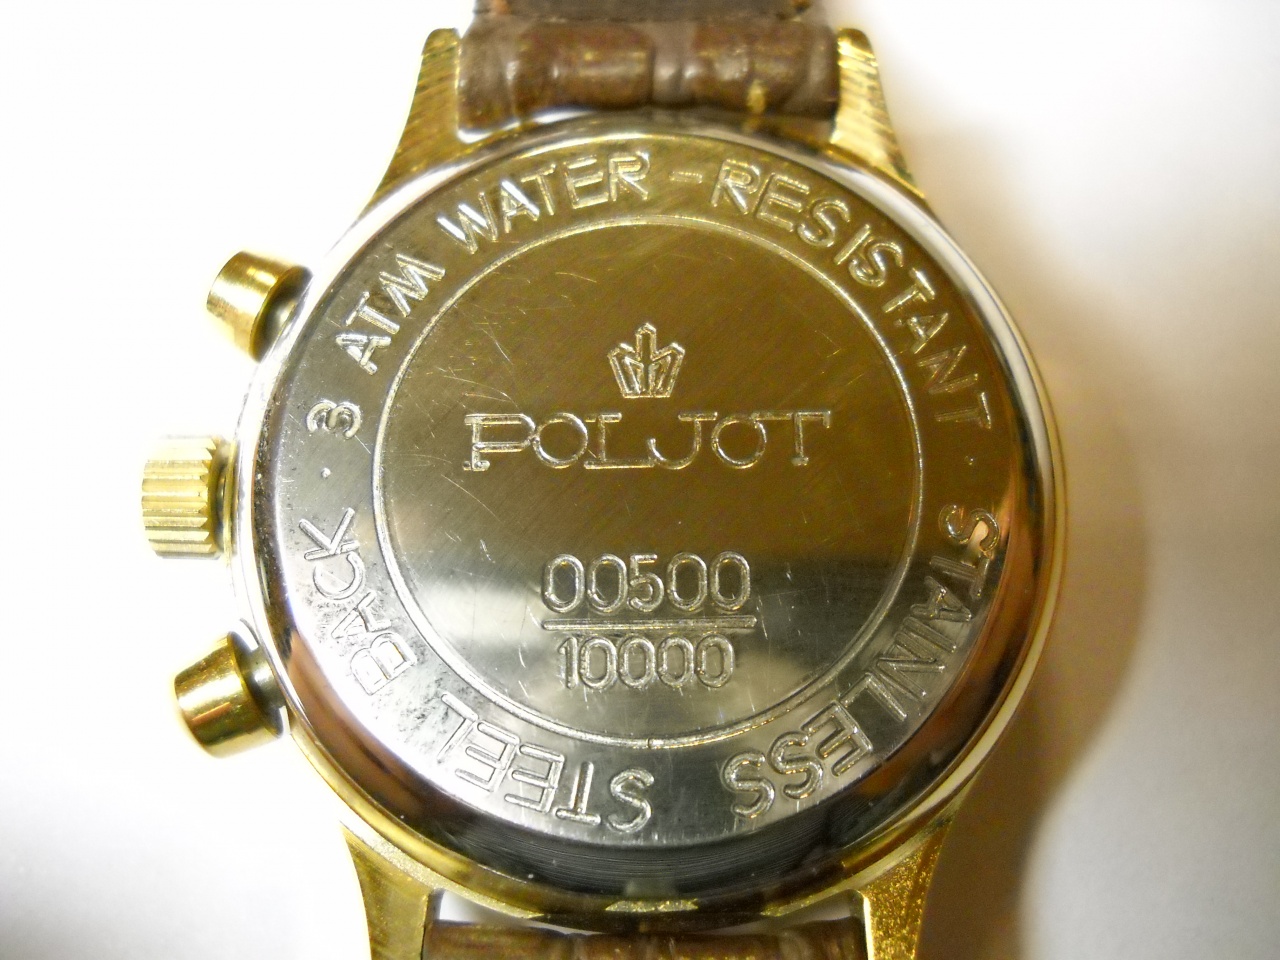 3 ATM WATER-RESISTANT · STAINLESS STEEL BACK ·
POLJOT
00500
10000